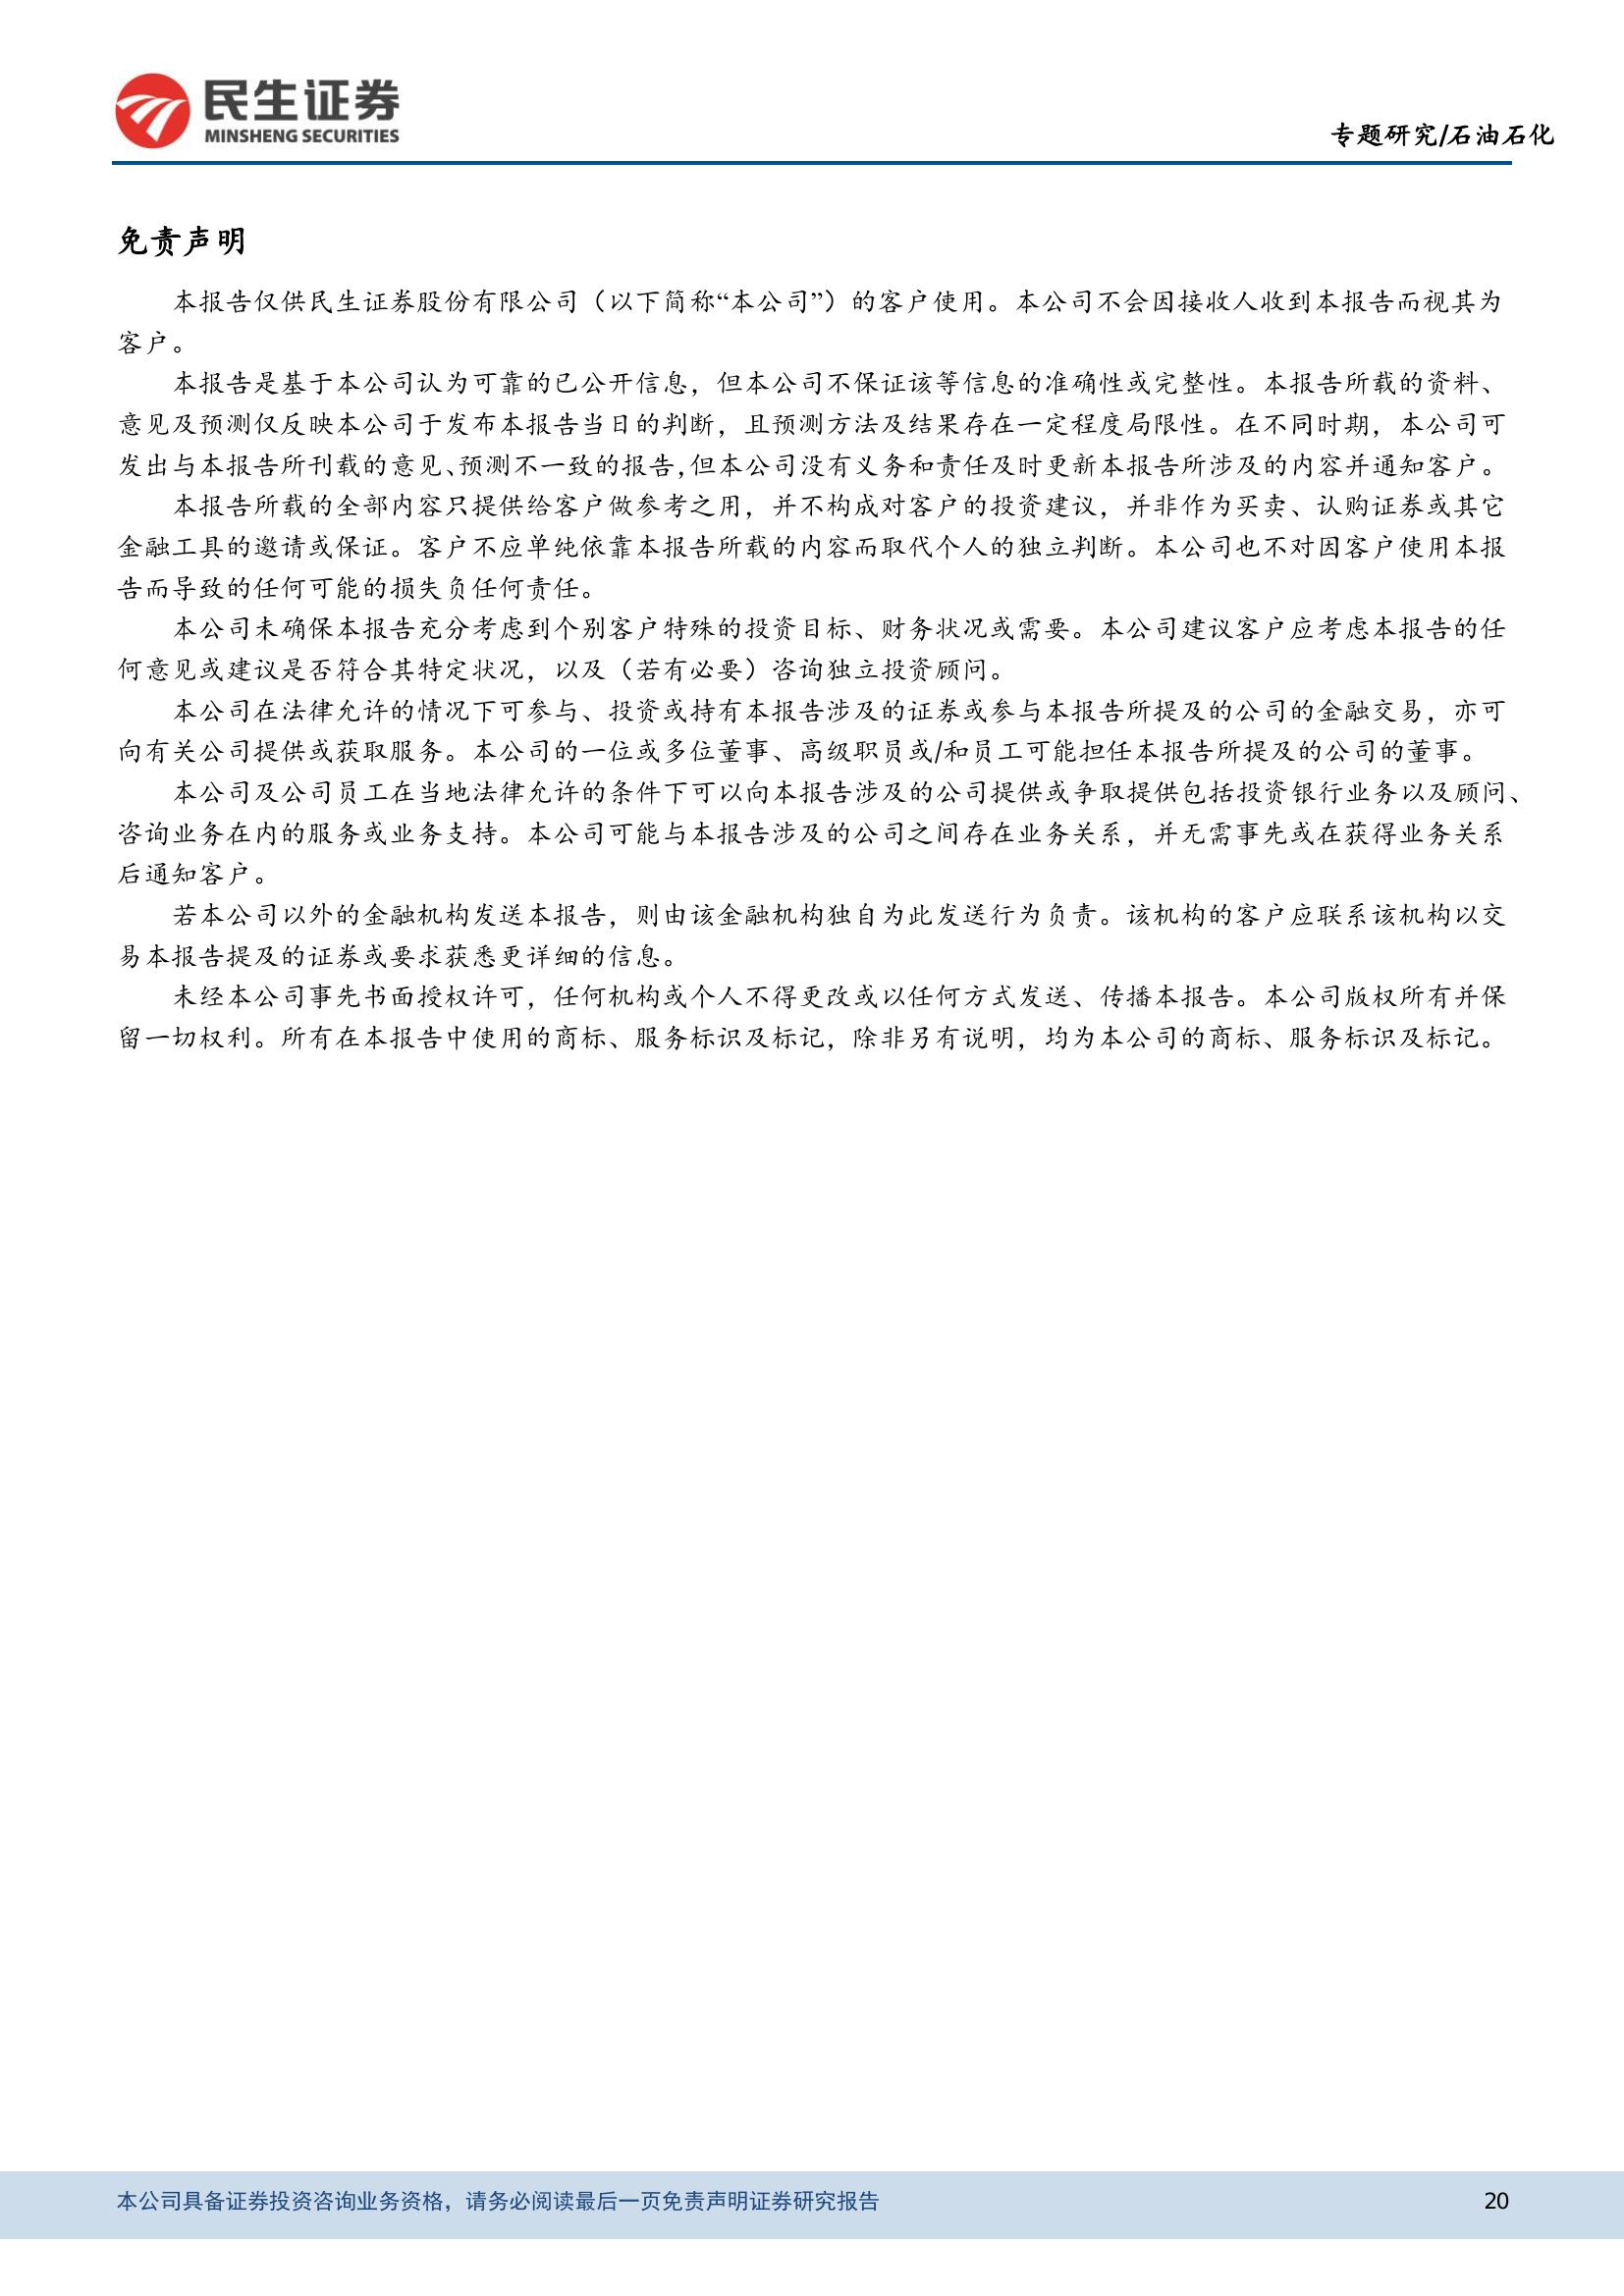 民生证券
MINSHENG SECURITIES
专题研究/石油石化
免责声明
本报告仅供民生证券股份有限公司（以下简称“本公司”）的客户使用。本公司不会因接收人收到本报告而视其为
客户。
本报告是基于本公司认为可靠的已公开信息，但本公司不保证该等信息的准确性或完整性。本报告所载的资料、
意见及预测仅反映本公司于发布本报告当日的判断，且预测方法及结果存在一定程度局限性。在不同时期，本公司可
发出与本报告所刊载的意见、预测不一致的报告，但本公司没有义务和责任及时更新本报告所涉及的内容并通知客户。
本报告所载的全部内容只提供给客户做参考之用，并不构成对客户的投资建议，并非作为买卖、认购证券或其它
金融工具的邀请或保证。客户不应单纯依靠本报告所载的内容而取代个人的独立判断。本公司也不对因客户使用本报
告而导致的任何可能的损失负任何责任。
本公司未确保本报告充分考虑到个别客户特殊的投资目标、财务状况或需要。本公司建议客户应考虑本报告的任
何意见或建议是否符合其特定状况，以及（若有必要）咨询独立投资顾问。
本公司在法律允许的情况下可参与、投资或持有本报告涉及的证券或参与本报告所提及的公司的金融交易，亦可
向有关公司提供或获取服务。本公司的一位或多位董事、高级职员或/和员工可能担任本报告所提及的公司的董事。
本公司及公司员工在当地法律允许的条件下可以向本报告涉及的公司提供或争取提供包括投资银行业务以及顾问、
咨询业务在内的服务或业务支持。本公司可能与本报告涉及的公司之间存在业务关系，并无需事先或在获得业务关系
后通知客户。
若本公司以外的金融机构发送本报告，则由该金融机构独自为此发送行为负责。该机构的客户应联系该机构以交
易本报告提及的证券或要求获悉更详细的信息。
未经本公司事先书面授权许可，任何机构或个人不得更改或以任何方式发送、传播本报告。本公司版权所有并保
留一切权利。所有在本报告中使用的商标、服务标识及标记，除非另有说明，均为本公司的商标、服务标识及标记。
本公司具备证券投资咨询业务资格，请务必阅读最后一页免责声明证券研究报告
20